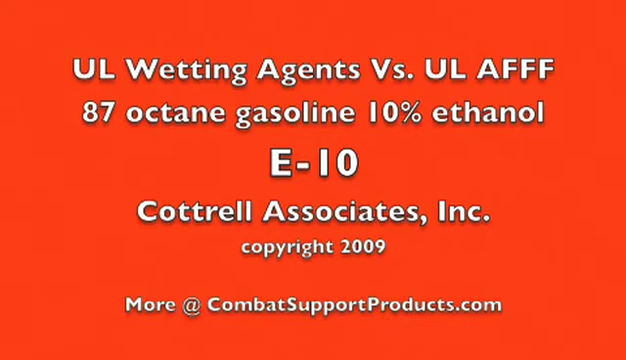 UL Wetting Agents Vs. UL AFFF
87 octane gasoline 10% ethanol
E-10
Cottrell Associates, Inc.
copyright 2009
More @ CombatSupportProducts.com